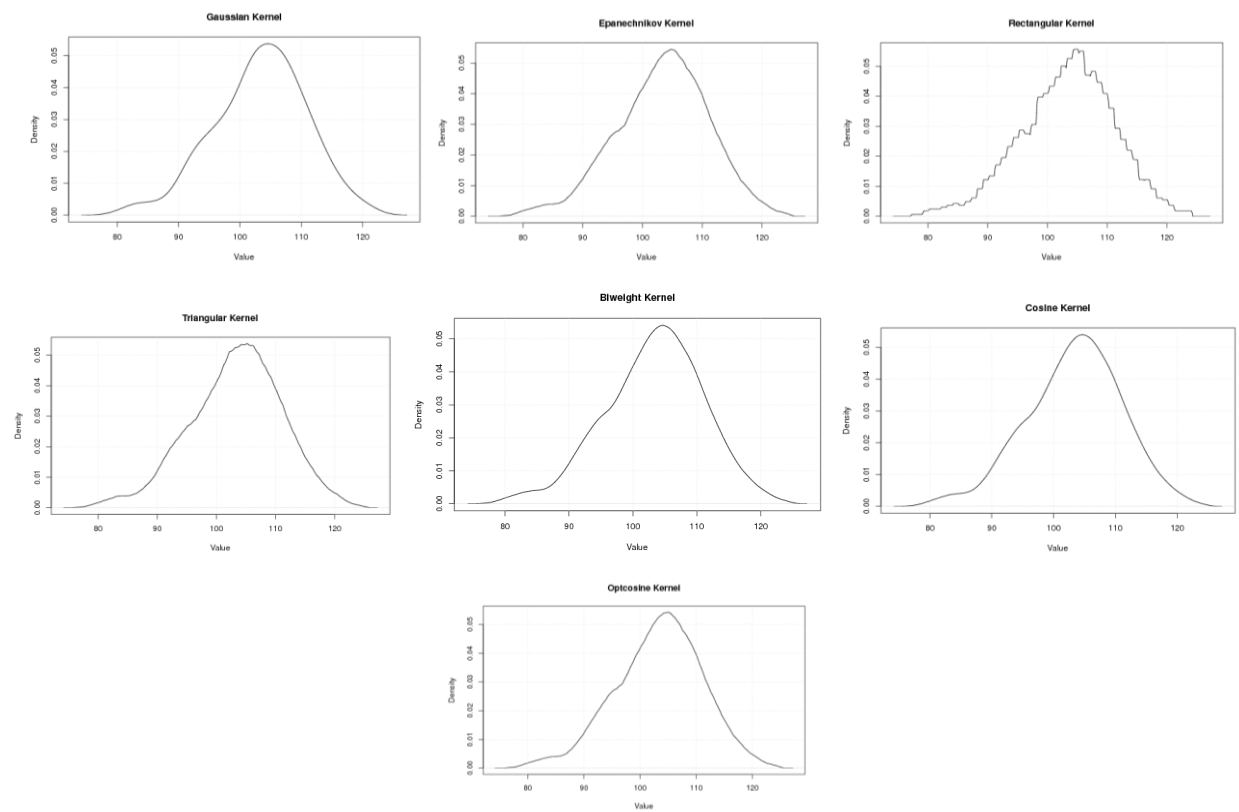 Gaussian Kernel
Density
0.00 0.01 0.02 0.03 0.04 0.05
80 90 100 110 120
Value
Epanechnikov Kernel
Density
0.00 0.01 0.02 0.03 0.04 0.05
80 90 100 110 120
Value
Rectangular Kernel
Density
0.00 0.01 0.02 0.03 0.04 0.05
80 90 100 110 120
Value
Triangular Kernel
Density
0.00 0.01 0.02 0.03 0.04 0.05
80 90 100 110 120
Value
Biweight Kernel
Density
0.00 0.01 0.02 0.03 0.04 0.05
80 90 100 110 120
Value
Cosine Kernel
Density
0.00 0.01 0.02 0.03 0.04 0.05
80 90 100 110 120
Value
Optcosine Kernel
Density
0.00 0.01 0.02 0.03 0.04 0.05
80 90 100 110 120
Value